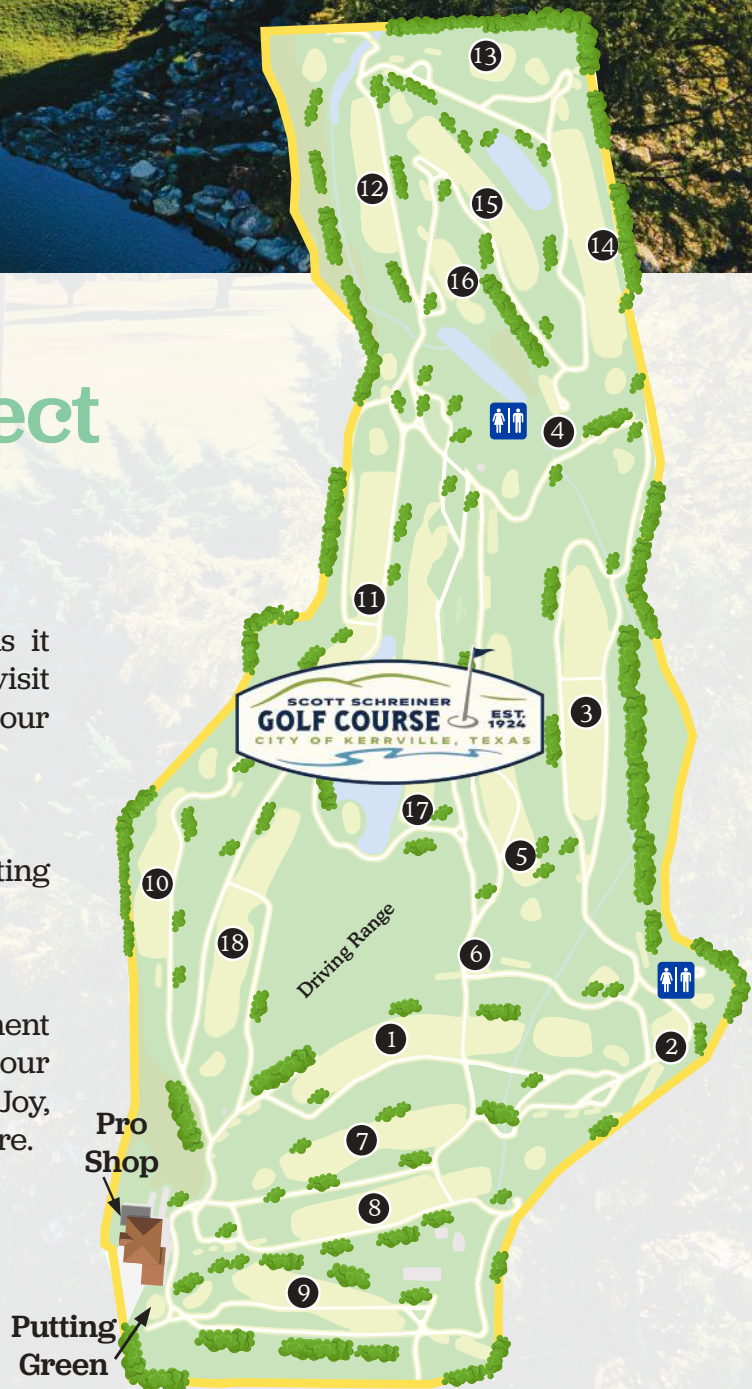 ect
s it
visit
our
ting
ment
our
Joy,
re.
13
12
15
14
16
4
11
SCOTT SCHREINER
GOLF COURSE
EST.
1924
CITY OF KERRVILLE, TEXAS
3
17
5
10
18
Driving Range
6
1
2
7
8
9
Pro
Shop
Putting
Green